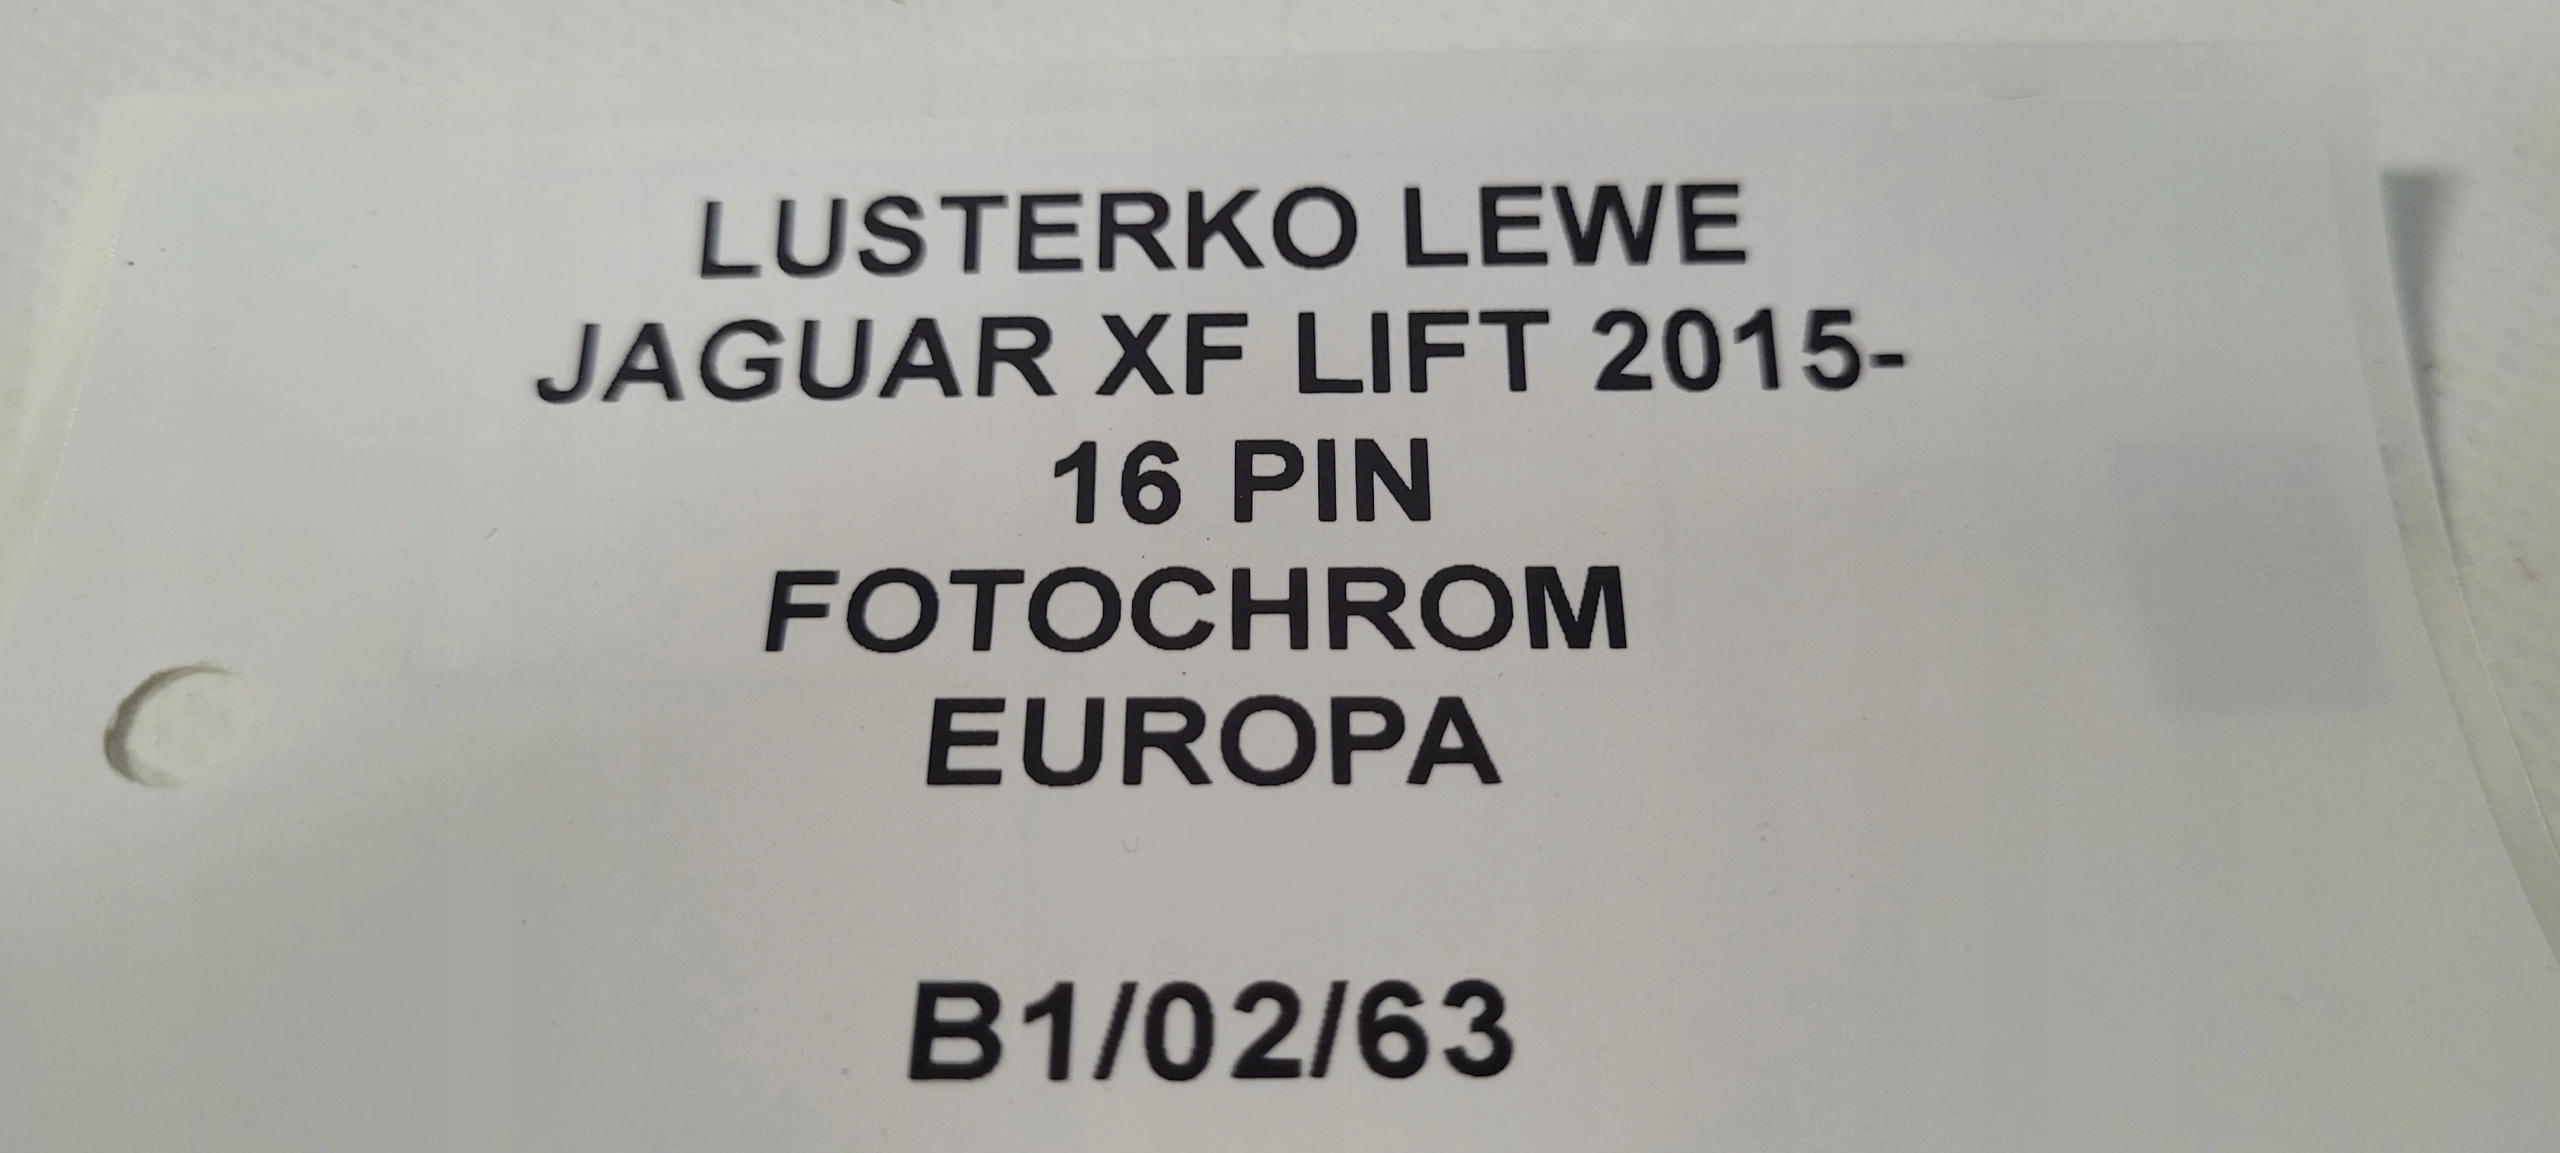 LUSTERKO LEWE
JAGUAR XF LIFT 2015-
16 PIN
FOTOCHROM
EUROPA
B1/02/63